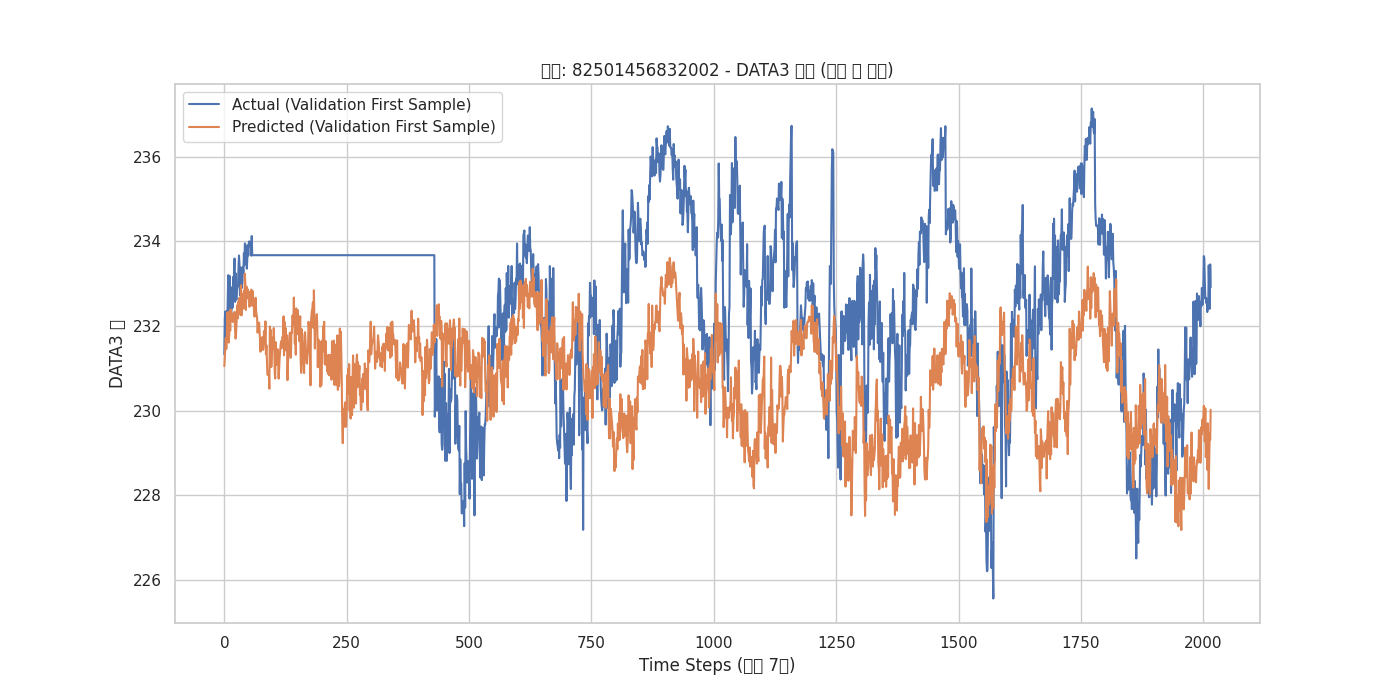 : 82501456832002 - DATA3 ( )
Actual (Validation First Sample)
Predicted (Validation First Sample)
236
234
232
230
228
226
DATA3
0 250 500 750 1000 1250 1500 1750 2000
Time Steps ( 7 )